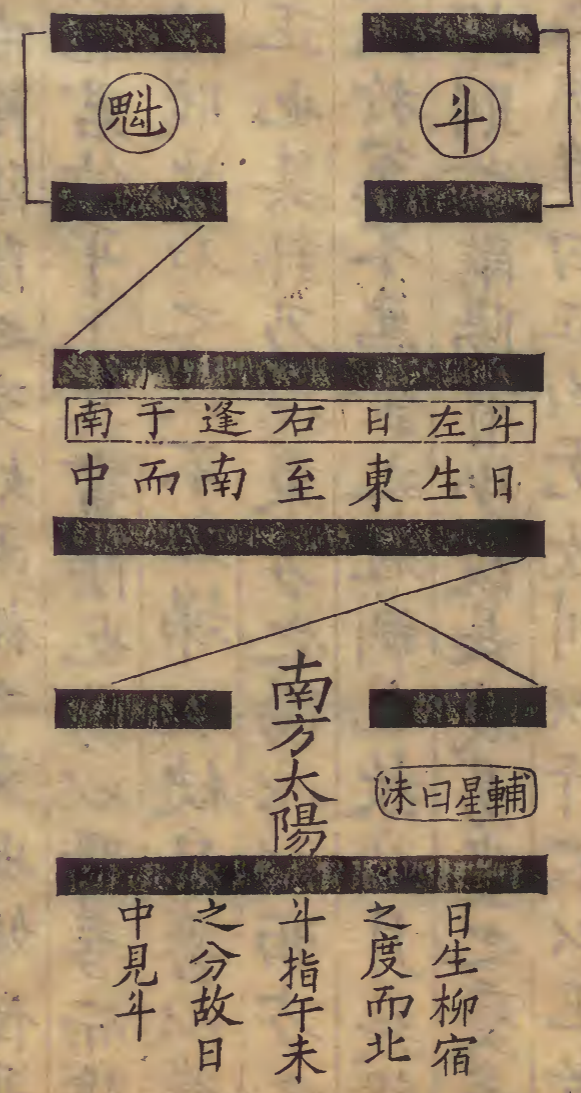 斗
魁
斗左日右逢于南
日生東至南而中
輔星曰沬
南方太陽
日生柳宿
之度而北
斗指午未
之分故日
中見斗